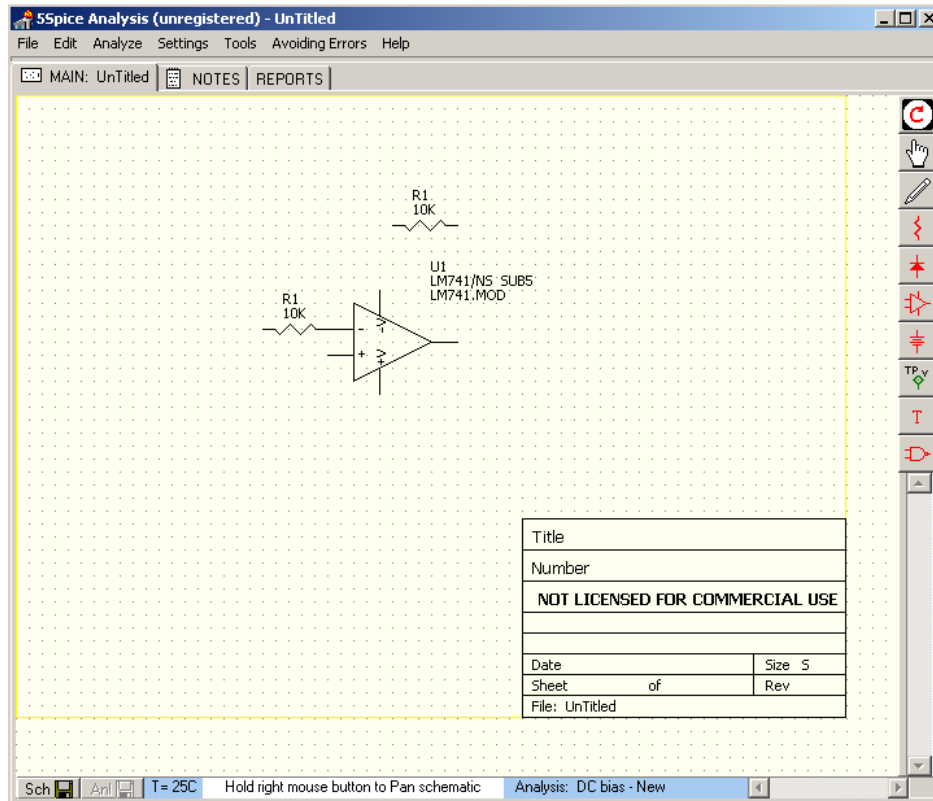 5Spice Analysis (unregistered) - UnTitled
File Edit Analyze Settings Tools Avoiding Errors Help
MAIN: UnTitled NOTES REPORTS
R1
10K
U1
LM741/NS SUB5
LM741.MOD
R1
10K
- V -
+ V +
TP V
T
Title
Number
NOT LICENSED FOR COMMERCIAL USE
Date Size S
Sheet of Rev
File: UnTitled
Sch Anl T= 25C Hold right mouse button to Pan schematic Analysis: DC bias - New